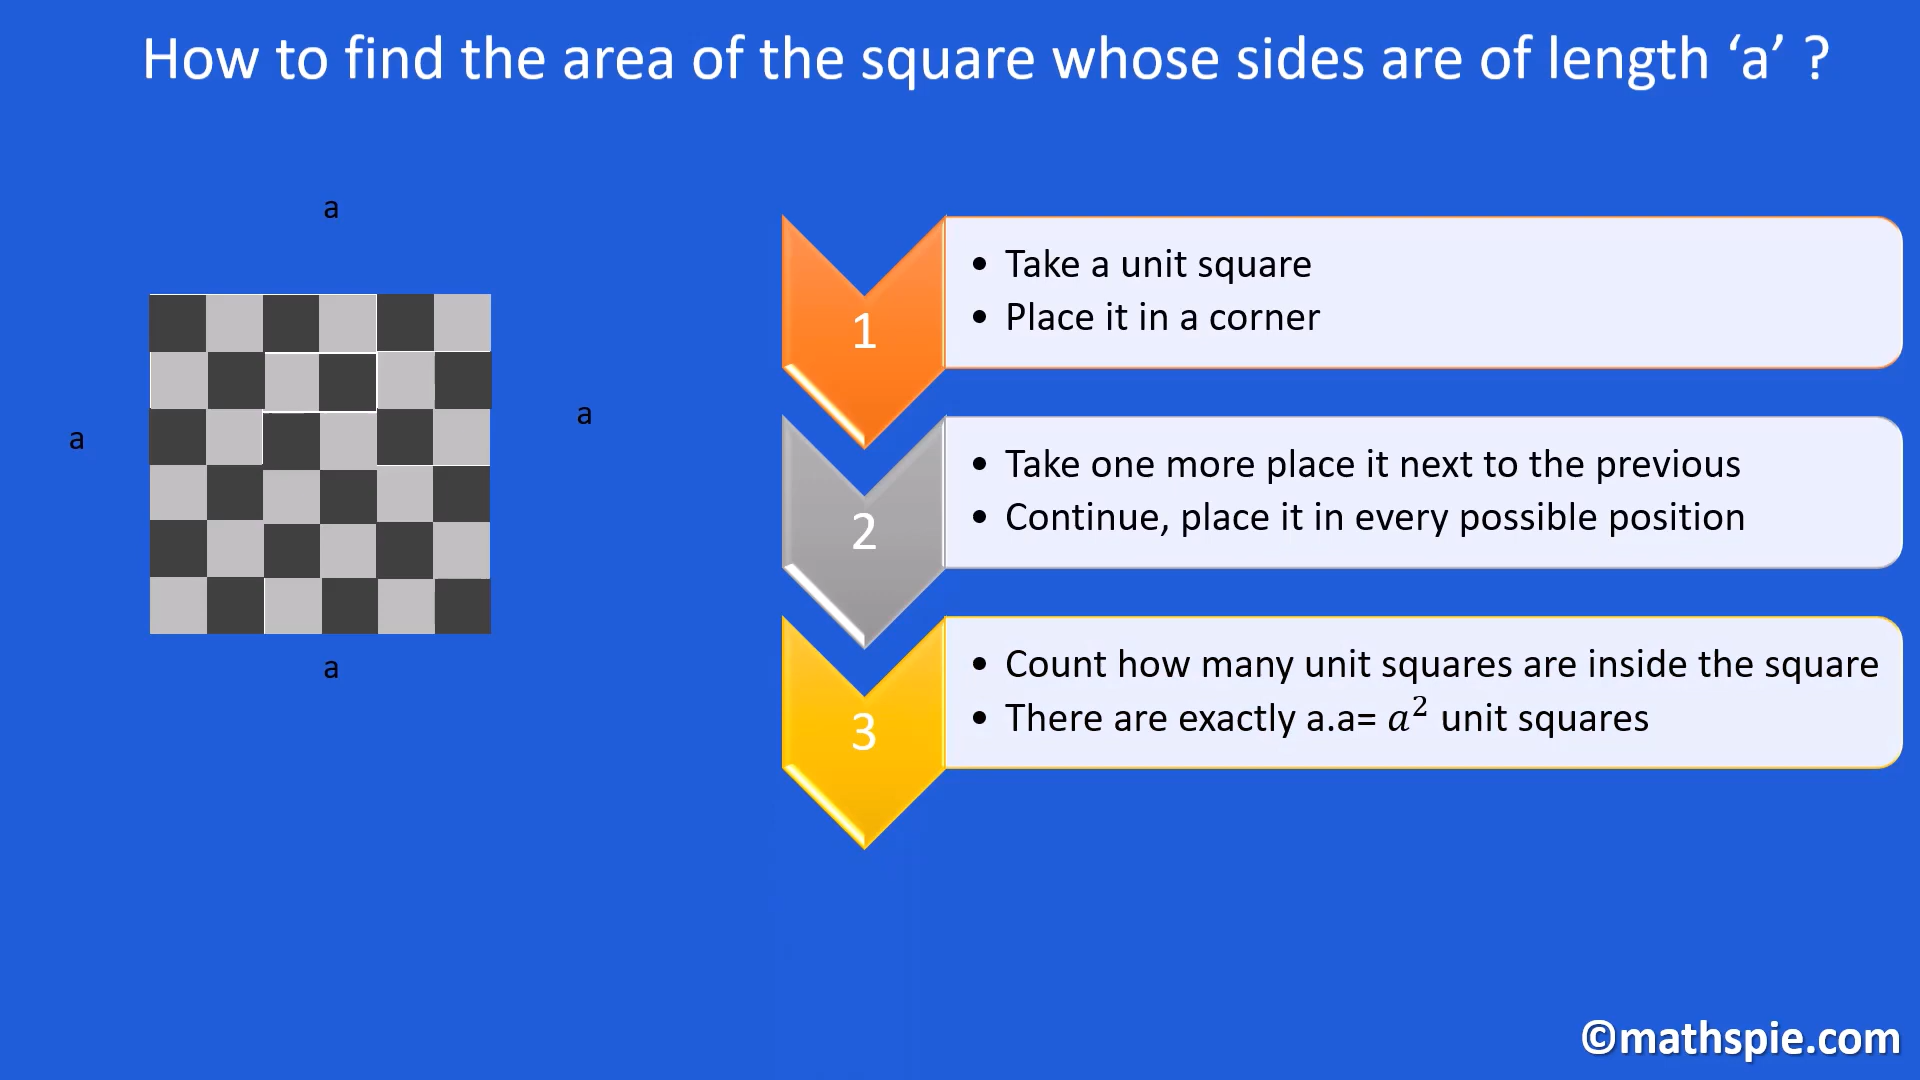 How to find the area of the square whose sides are of length ‘a’ ?
a
a
a
a
1
• Take a unit square
• Place it in a corner
2
• Take one more place it next to the previous
• Continue, place it in every possible position
3
• Count how many unit squares are inside the square
• There are exactly a.a= a² unit squares
©mathspie.com